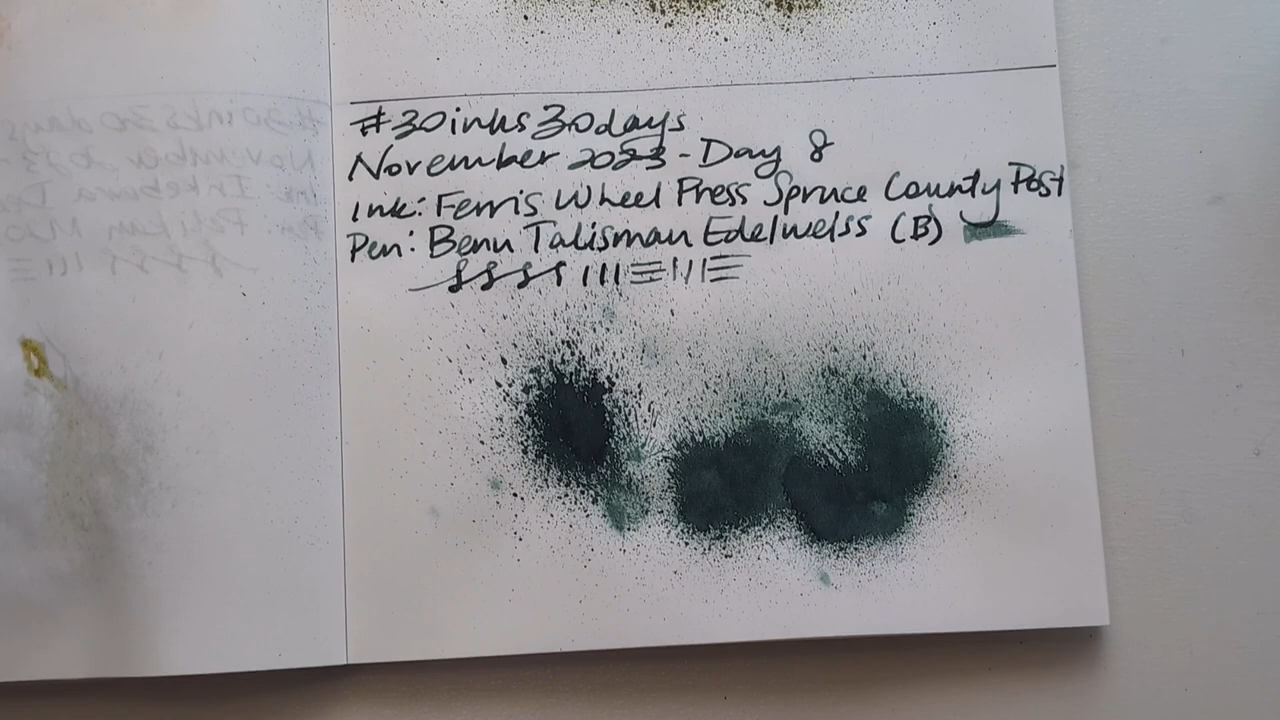 #30inks30days
November 2023 - Day 8
Ink: Ferris Wheel Press Spruce County Post
Pen: Benu Talisman Edelweiss (B)